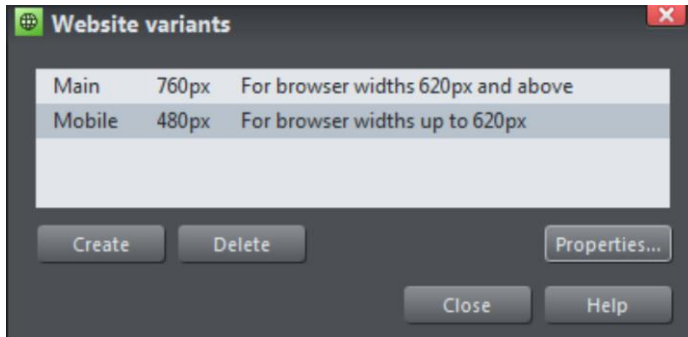 Website variants
Main 760px For browser widths 620px and above
Mobile 480px For browser widths up to 620px
Create Delete Properties...
Close Help